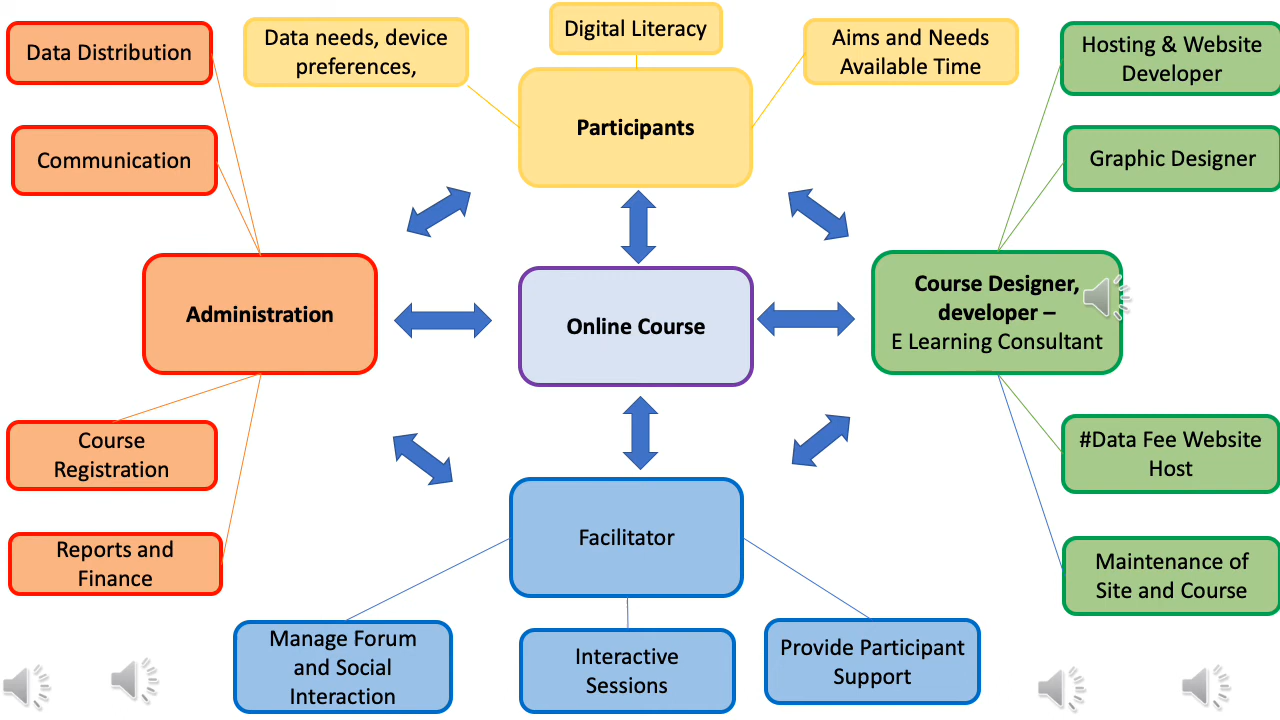 Data Distribution
Data needs, device
preferences,
Digital Literacy
Aims and Needs
Available Time
Hosting & Website
Developer
Communication
Participants
Graphic Designer
Administration
Online Course
Course Designer,
developer –
E Learning Consultant
Course
Registration
#Data Fee Website
Host
Reports and
Finance
Facilitator
Maintenance of
Site and Course
Manage Forum
and Social
Interaction
Interactive
Sessions
Provide Participant
Support